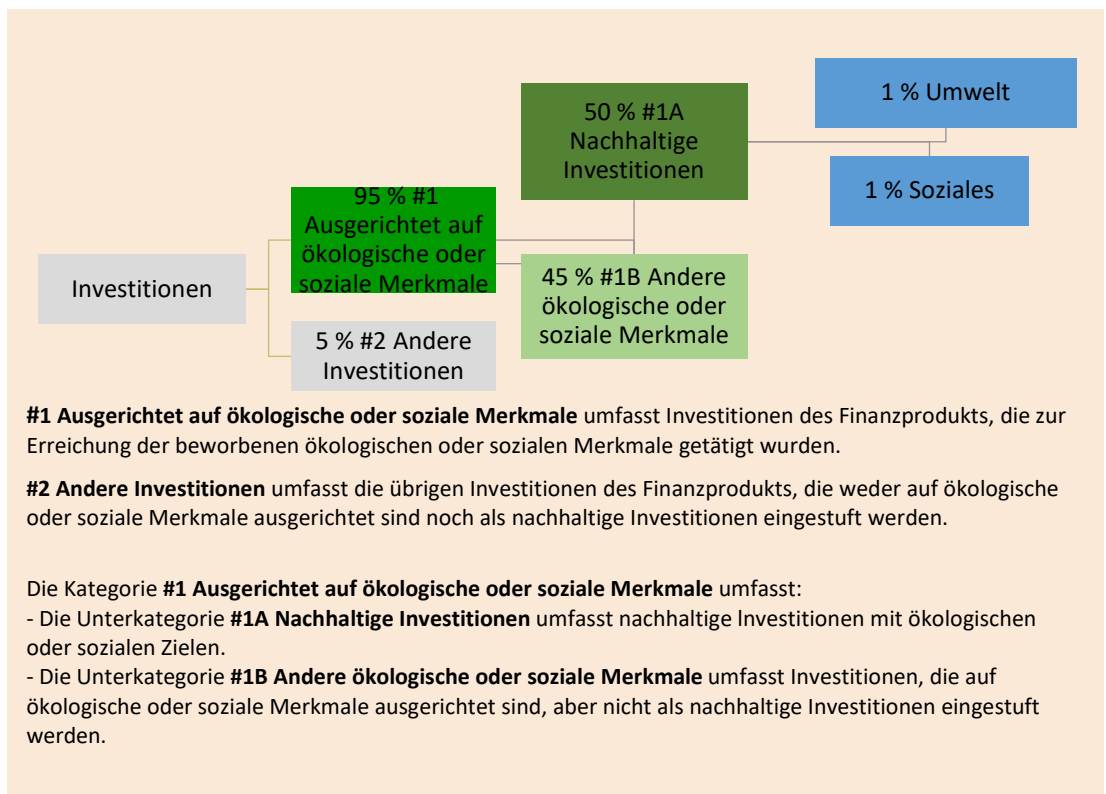 1 % Umwelt
50 % #1A
Nachhaltige
Investitionen
1 % Soziales
95 % #1
Ausgerichtet auf
ökologische oder
soziale Merkmale
Investitionen
45 % #1B Andere
ökologische oder
soziale Merkmale
5 % #2 Andere
Investitionen
#1 Ausgerichtet auf ökologische oder soziale Merkmale umfasst Investitionen des Finanzprodukts, die zur
Erreichung der beworbenen ökologischen oder sozialen Merkmale getätigt wurden.
#2 Andere Investitionen umfasst die übrigen Investitionen des Finanzprodukts, die weder auf ökologische
oder soziale Merkmale ausgerichtet sind noch als nachhaltige Investitionen eingestuft werden.
Die Kategorie #1 Ausgerichtet auf ökologische oder soziale Merkmale umfasst:
- Die Unterkategorie #1A Nachhaltige Investitionen umfasst nachhaltige Investitionen mit ökologischen
oder sozialen Zielen.
- Die Unterkategorie #1B Andere ökologische oder soziale Merkmale umfasst Investitionen, die auf
ökologische oder soziale Merkmale ausgerichtet sind, aber nicht als nachhaltige Investitionen eingestuft
werden.